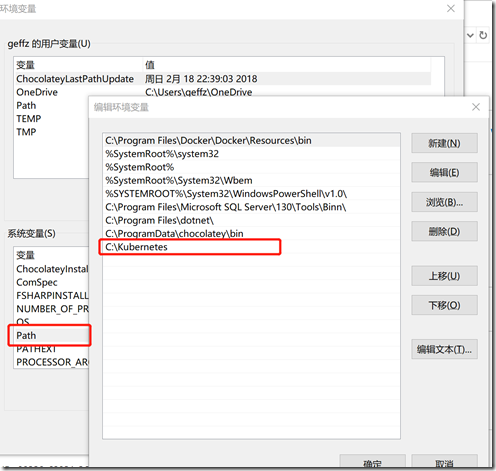 环境变量
geffz 的用户变量(U)
变量 值
ChocolateyLastPathUpdate 周日 2月 18 22:39:03 2018
OneDrive C:\Users\geffz\OneDrive
Path
TEMP
TMP
编辑环境变量
C:\Program Files\Docker\Docker\Resources\bin
%SystemRoot%\system32
%SystemRoot%
%SystemRoot%\System32\Wbem
%SYSTEMROOT%\System32\WindowsPowerShell\v1.0\
C:\Program Files\Microsoft SQL Server\130\Tools\Binn\
C:\Program Files\dotnet\
C:\ProgramData\chocolatey\bin
C:\Kubernetes
新建(N)
编辑(E)
浏览(B)...
删除(D)
上移(U)
下移(O)
编辑文本(T)...
确定
取消
系统变量(S)
变量
ChocolateyInstal
ComSpec
FSHARPINSTALL
NUMBER_OF_PR
OS
Path
PATHEXT
PROCESSOR_AR